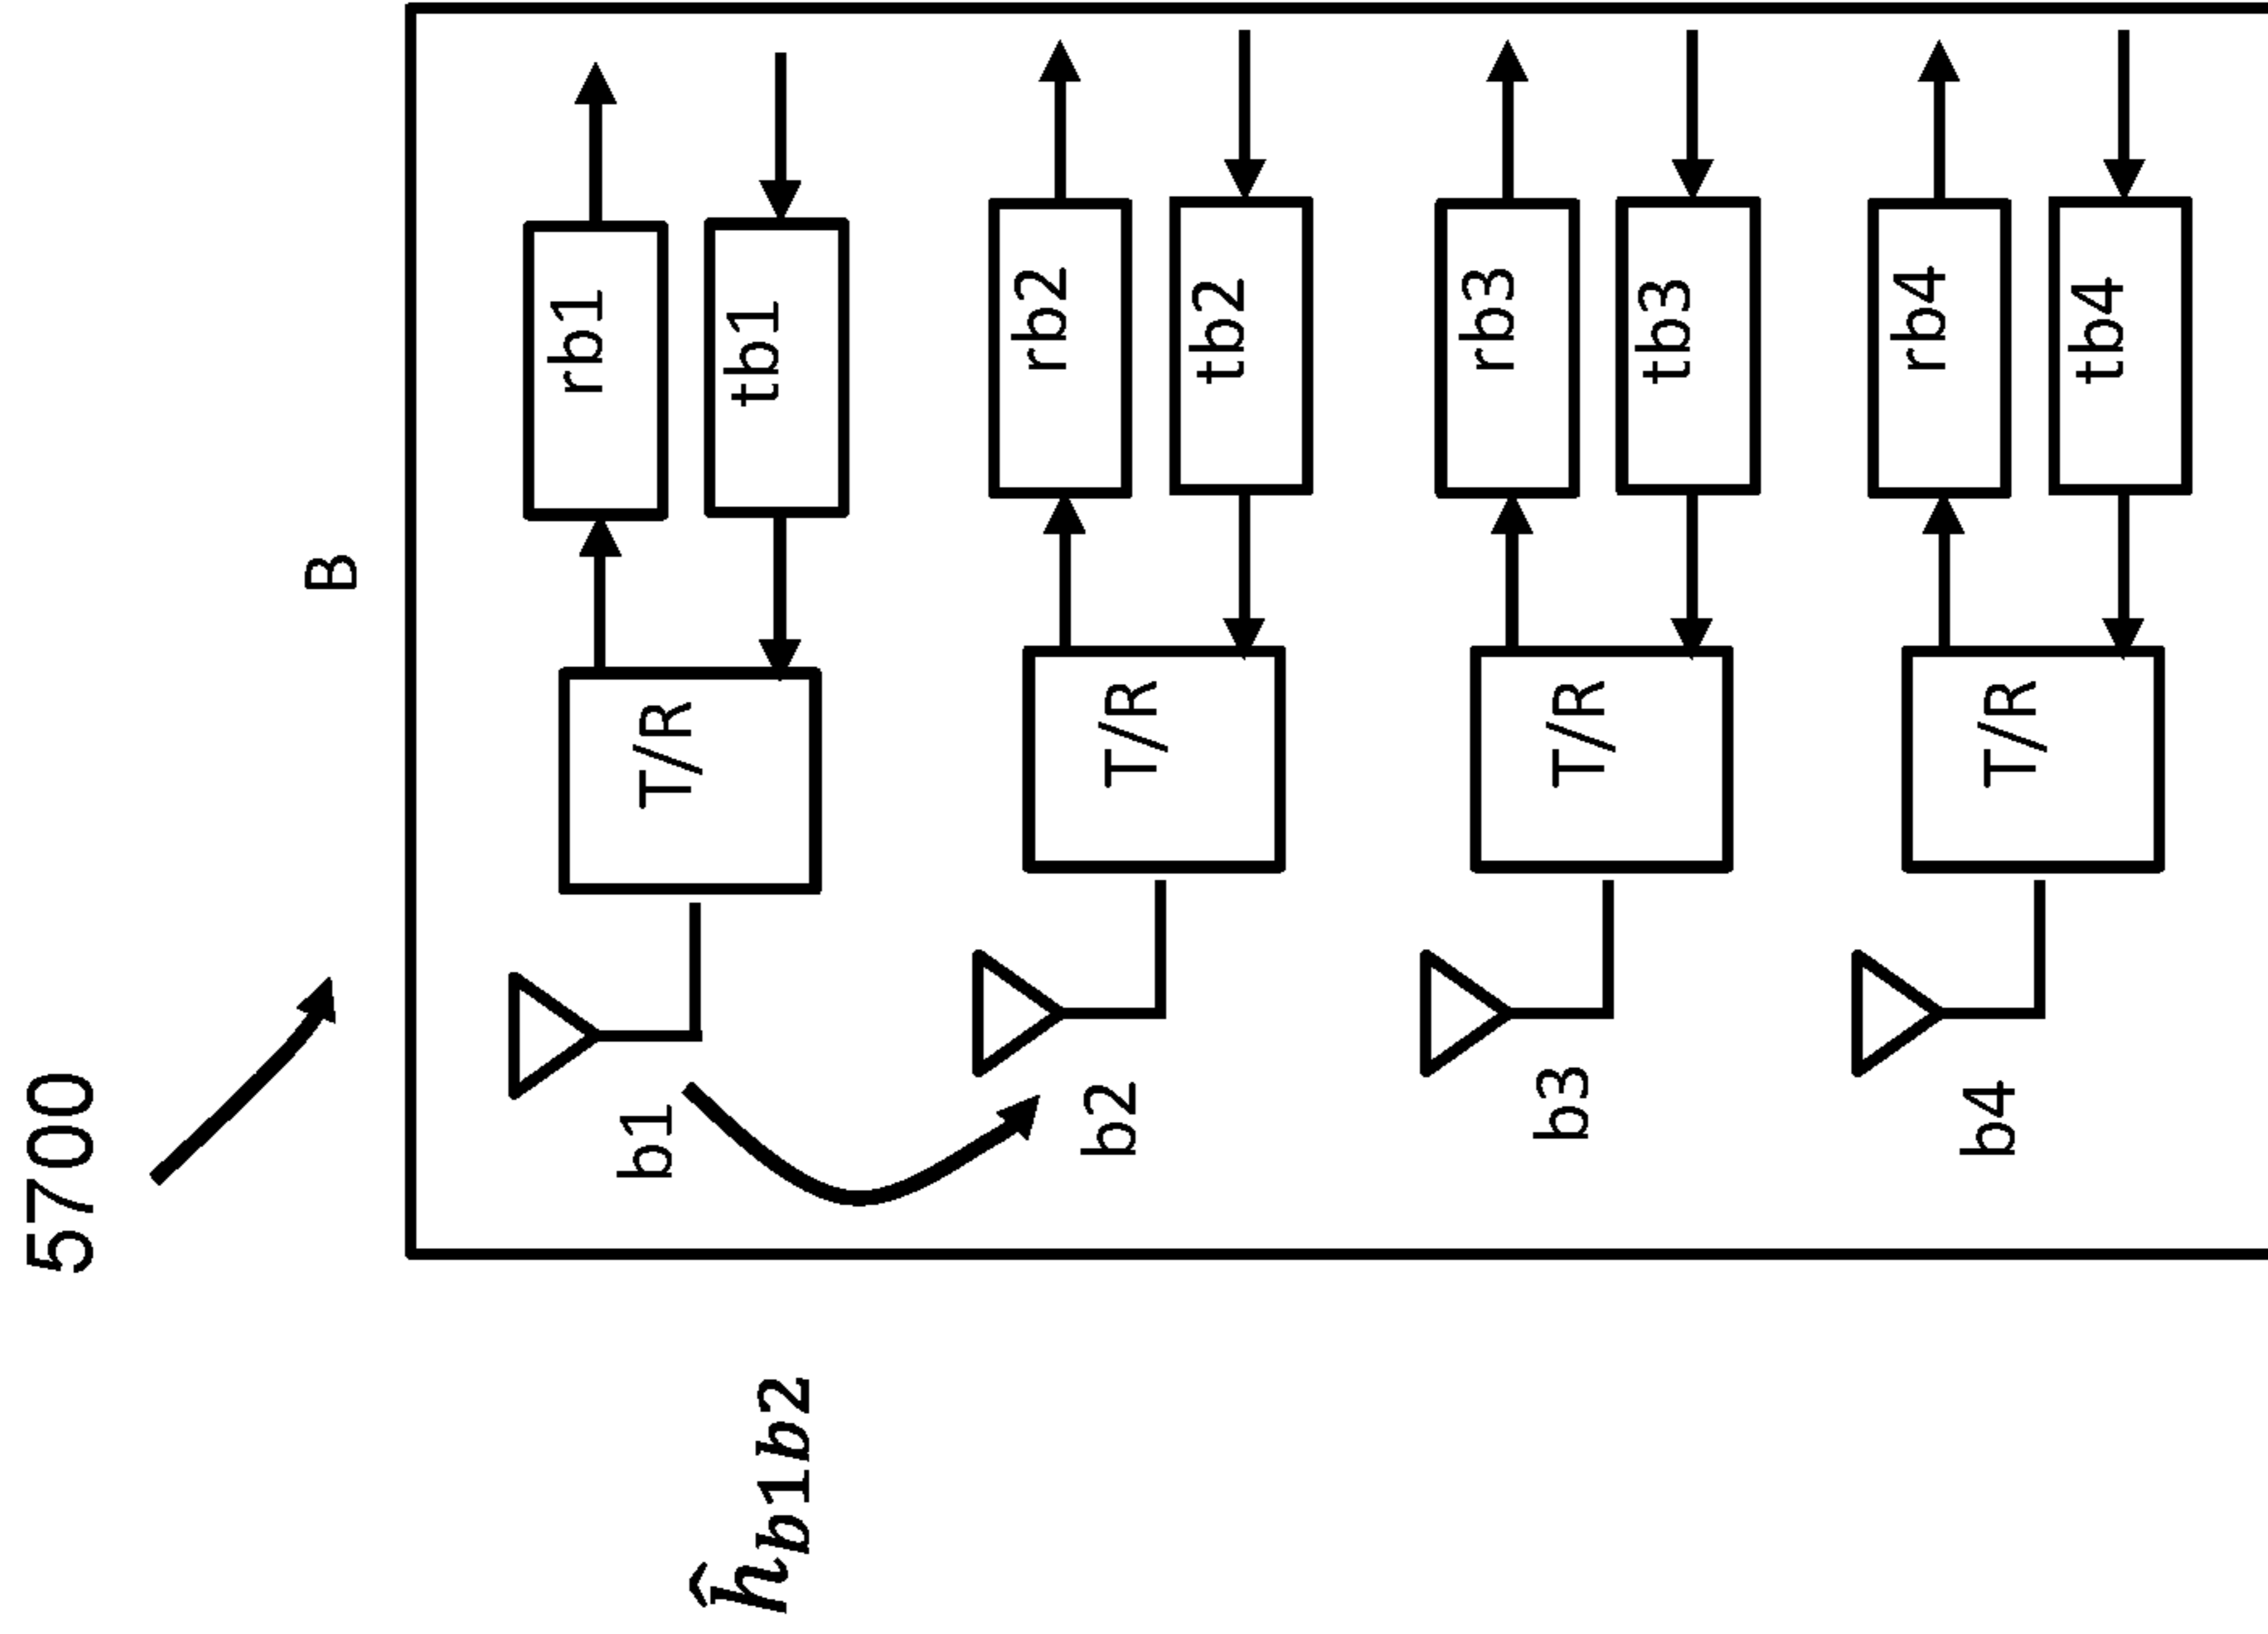 5700
B
rb1
tb1
T/R
b1
rb2
tb2
T/R
b2
rb3
tb3
T/R
b3
rb4
tb4
T/R
b4
ĥb1b2